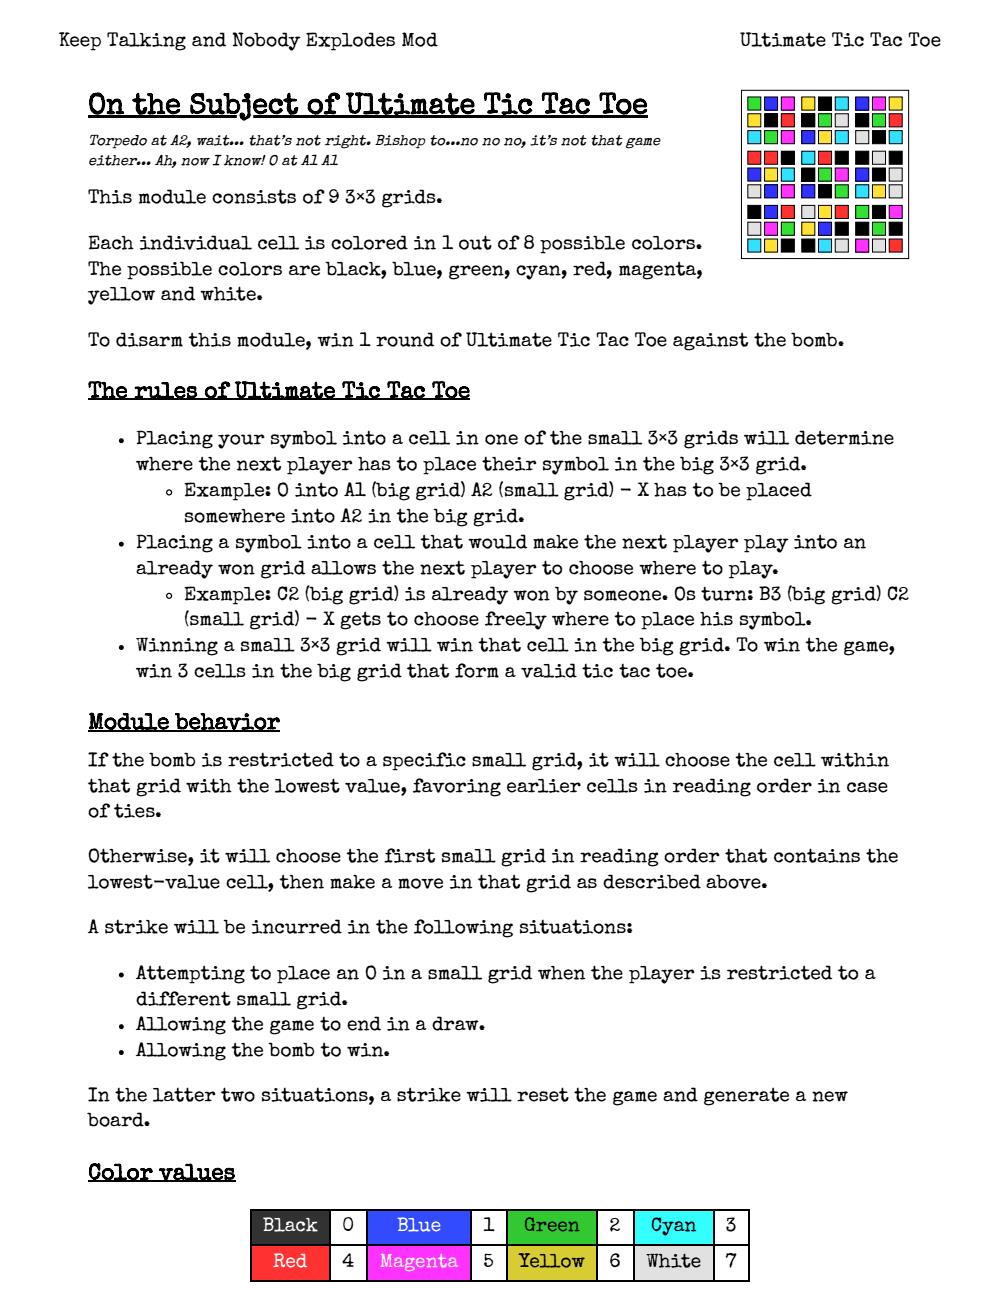 Keep Talking and Nobody Explodes Mod
Ultimate Tic Tac Toe
On the Subject of Ultimate Tic Tac Toe
Torpedo at A2, wait... that's not right. Bishop to...no no no, it's not that game
either... Ah, now I know! O at A1 A1
This module consists of 9 3×3 grids.
Each individual cell is colored in 1 out of 8 possible colors.
The possible colors are black, blue, green, cyan, red, magenta,
yellow and white.
To disarm this module, win 1 round of Ultimate Tic Tac Toe against the bomb.
The rules of Ultimate Tic Tac Toe
• Placing your symbol into a cell in one of the small 3×3 grids will determine
where the next player has to place their symbol in the big 3×3 grid.
◦ Example: O into A1 (big grid) A2 (small grid) – X has to be placed
somewhere into A2 in the big grid.
• Placing a symbol into a cell that would make the next player play into an
already won grid allows the next player to choose where to play.
◦ Example: C2 (big grid) is already won by someone. Os turn: B3 (big grid) C2
(small grid) – X gets to choose freely where to place his symbol.
• Winning a small 3×3 grid will win that cell in the big grid. To win the game,
win 3 cells in the big grid that form a valid tic tac toe.
Module behavior
If the bomb is restricted to a specific small grid, it will choose the cell within
that grid with the lowest value, favoring earlier cells in reading order in case
of ties.
Otherwise, it will choose the first small grid in reading order that contains the
lowest-value cell, then make a move in that grid as described above.
A strike will be incurred in the following situations:
• Attempting to place an O in a small grid when the player is restricted to a
different small grid.
• Allowing the game to end in a draw.
• Allowing the bomb to win.
In the latter two situations, a strike will reset the game and generate a new
board.
Color values
Black 0 Blue 1 Green 2 Cyan 3
Red 4 Magenta 5 Yellow 6 White 7